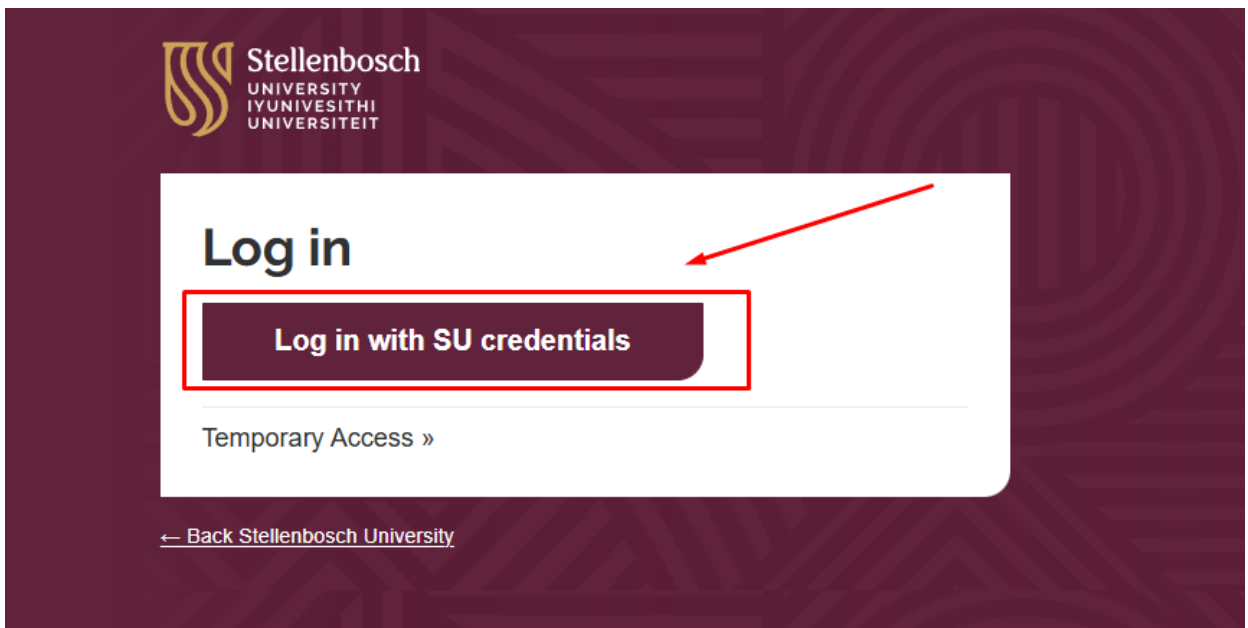 Stellenbosch
UNIVERSITY
IYUNIVESITHI
UNIVERSITEIT
Log in
Log in with SU credentials
Temporary Access »
← Back Stellenbosch University